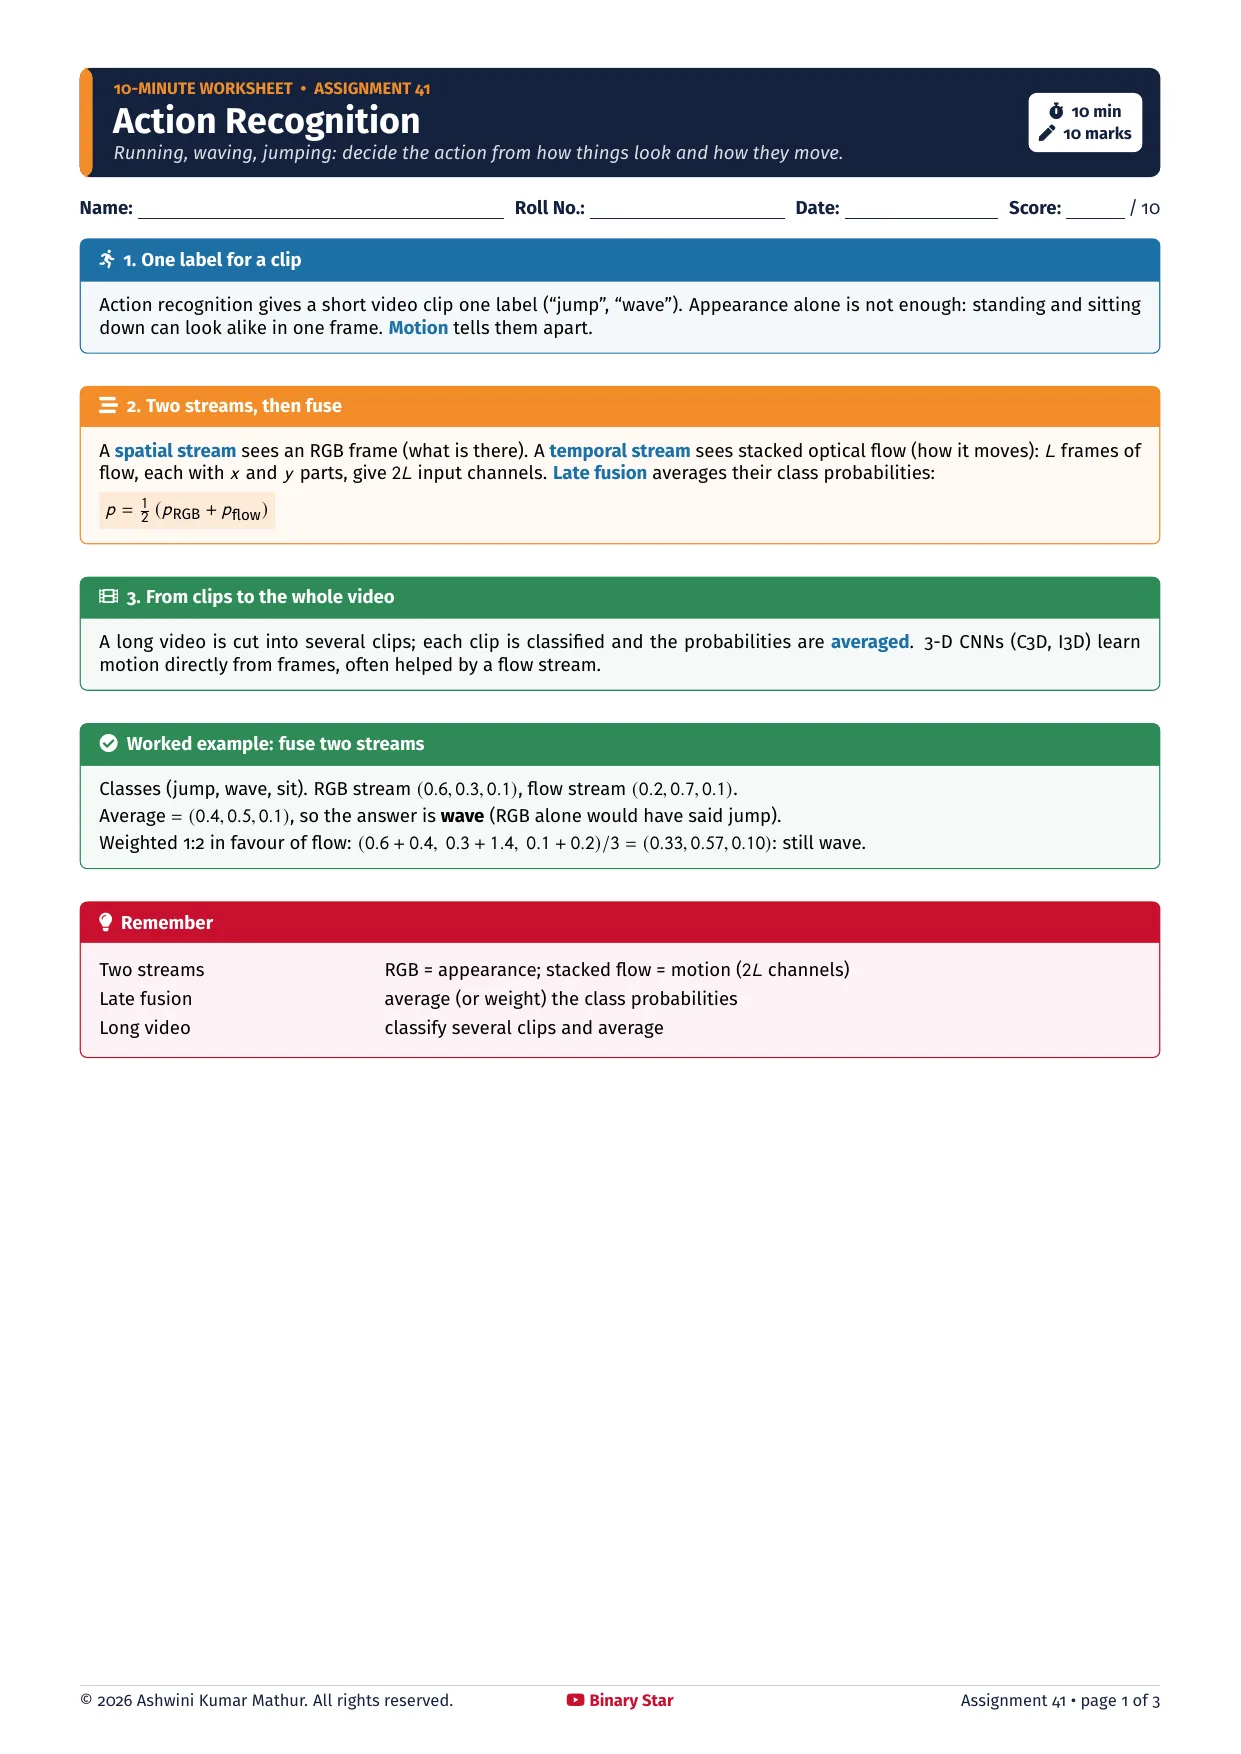 10-MINUTE WORKSHEET • ASSIGNMENT 41
Action Recognition
Running, waving, jumping: decide the action from how things look and how they move.
10 min
10 marks
Name: Roll No.: Date: Score: / 10
1. One label for a clip
Action recognition gives a short video clip one label (“jump”, “wave”). Appearance alone is not enough: standing and sitting
down can look alike in one frame. Motion tells them apart.
2. Two streams, then fuse
A spatial stream sees an RGB frame (what is there). A temporal stream sees stacked optical flow (how it moves): L frames of
flow, each with x and y parts, give 2L input channels. Late fusion averages their class probabilities:
p = 1/2 (p_RGB + p_flow)
3. From clips to the whole video
A long video is cut into several clips; each clip is classified and the probabilities are averaged. 3-D CNNs (C3D, I3D) learn
motion directly from frames, often helped by a flow stream.
Worked example: fuse two streams
Classes (jump, wave, sit). RGB stream (0.6, 0.3, 0.1), flow stream (0.2, 0.7, 0.1).
Average = (0.4, 0.5, 0.1), so the answer is wave (RGB alone would have said jump).
Weighted 1:2 in favour of flow: (0.6 + 0.4, 0.3 + 1.4, 0.1 + 0.2)/3 = (0.33, 0.57, 0.10): still wave.
Remember
Two streams RGB = appearance; stacked flow = motion (2L channels)
Late fusion average (or weight) the class probabilities
Long video classify several clips and average
© 2026 Ashwini Kumar Mathur. All rights reserved. Binary Star Assignment 41 • page 1 of 3